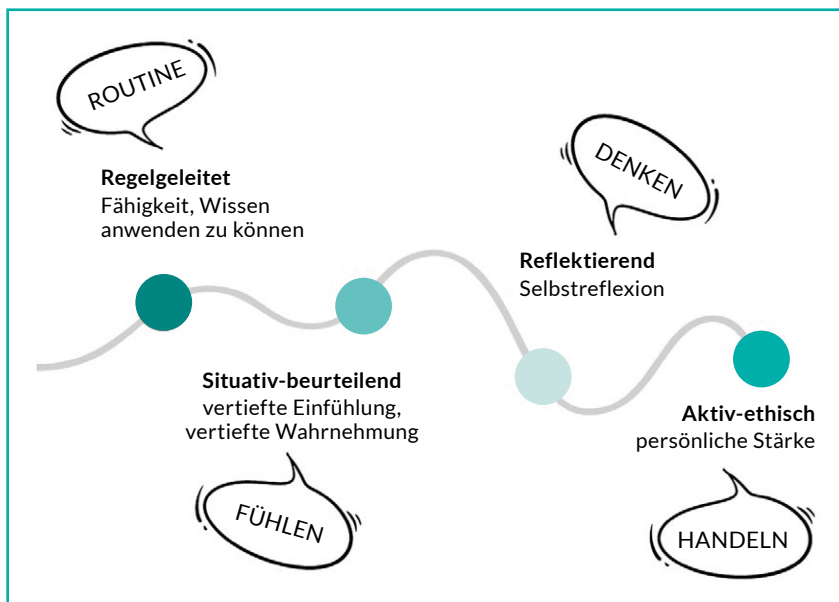 ROUTINE
Regelgeleitet
Fähigkeit, Wissen
anwenden zu können
Situativ-beurteilend
vertiefte Einfühlung,
vertiefte Wahrnehmung
FÜHLEN
DENKEN
Reflektierend
Selbstreflexion
Aktiv-ethisch
persönliche Stärke
HANDELN